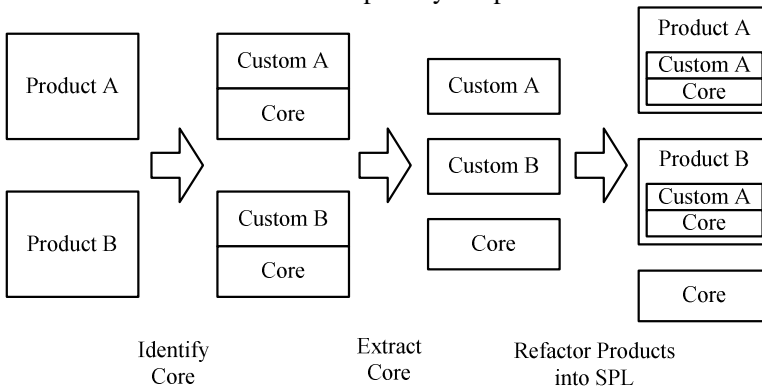 Product A
Product B
Custom A
Core
Custom B
Core
Custom A
Custom B
Core
Product A
Custom A
Core
Product B
Custom A
Core
Core
Identify
Core
Extract
Core
Refactor Products
into SPL